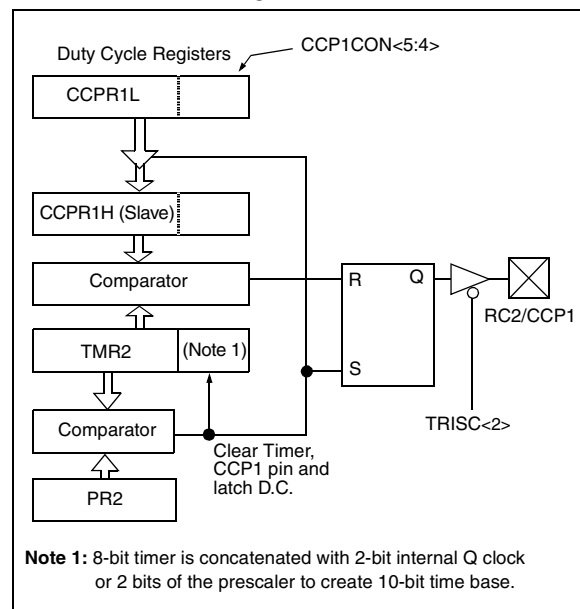 CCP1CON<5:4>
Duty Cycle Registers
CCPR1L
CCPR1H (Slave)
Comparator
R
Q
RC2/CCP1
TMR2
(Note 1)
S
TRISC<2>
Comparator
Clear Timer,
CCP1 pin and
latch D.C.
PR2
Note 1: 8-bit timer is concatenated with 2-bit internal Q clock
or 2 bits of the prescaler to create 10-bit time base.